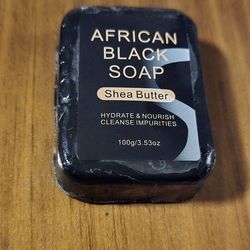 AFRICAN
BLACK
SOAP
Shea Butter
HYDRATE & NOURISH
CLEANSE IMPURITIES
100g/3.53oz